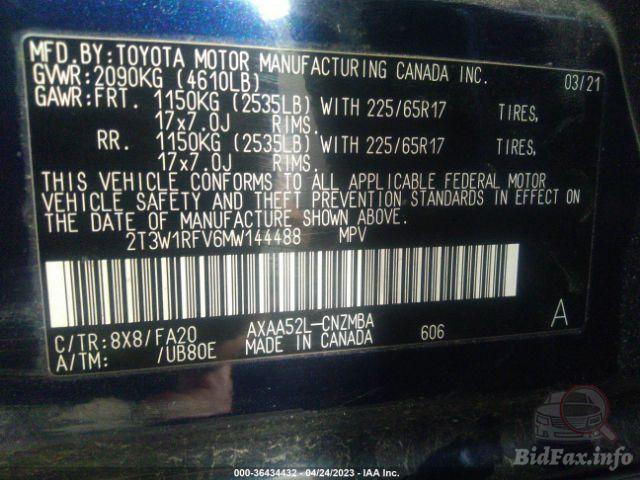 MFD.BY:TOYOTA MOTOR MANUFACTURING CANADA INC.
GVWR:2090KG (4610LB) 03/21
GAWR:FRT. 1150KG (2535LB) WITH 225/65R17 TIRES,
17x7.0J RIMS.
RR. 1150KG (2535LB) WITH 225/65R17 TIRES,
17x7.0J RIMS.
THIS VEHICLE CONFORMS TO ALL APPLICABLE FEDERAL MOTOR
VEHICLE SAFETY AND THEFT PREVENTION STANDARDS IN EFFECT ON
THE DATE OF MANUFACTURE SHOWN ABOVE.
2T3W1RFV6MW144488 MPV
C/TR:8X8/FA20 AXAA52L-CNZMBA A
A/TM: /UB80E MADE IN CANADA 606
BidFax.info
000-36434432 - 04/24/2023 - IAA Inc.